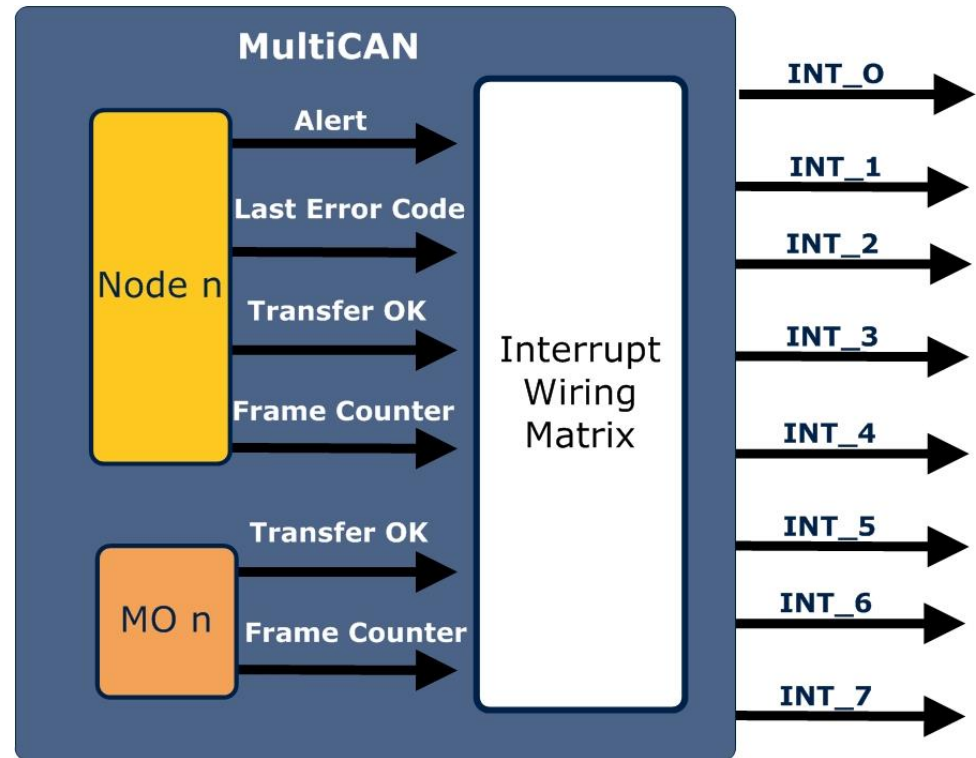 MultiCAN
Node n
Alert
Last Error Code
Transfer OK
Frame Counter
MO n
Transfer OK
Frame Counter
Interrupt
Wiring
Matrix
INT_O
INT_1
INT_2
INT_3
INT_4
INT_5
INT_6
INT_7